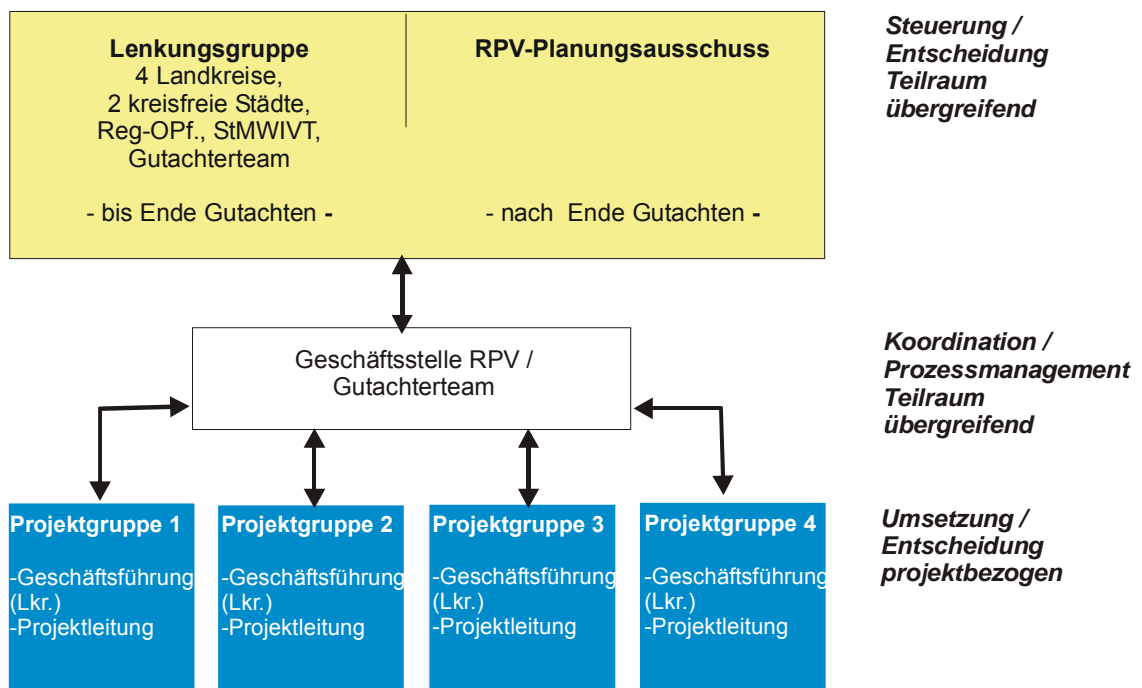 Lenkungsgruppe
4 Landkreise,
2 kreisfreie Städte,
Reg-OPf., StMWIVT,
Gutachterteam
- bis Ende Gutachten -
RPV-Planungsausschuss
- nach Ende Gutachten -
Steuerung /
Entscheidung
Teilraum
übergreifend
Geschäftsstelle RPV /
Gutachterteam
Koordination /
Prozessmanagement
Teilraum
übergreifend
Projektgruppe 1
-Geschäftsführung
(Lkr.)
-Projektleitung
Projektgruppe 2
-Geschäftsführung
(Lkr.)
-Projektleitung
Projektgruppe 3
-Geschäftsführung
(Lkr.)
-Projektleitung
Projektgruppe 4
-Geschäftsführung
(Lkr.)
-Projektleitung
Umsetzung /
Entscheidung
projektbezogen